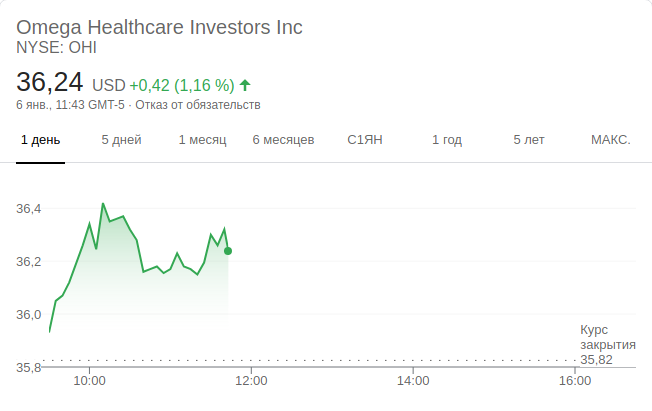 Omega Healthcare Investors Inc
NYSE: OHI
36,24 USD +0,42 (1,16 %)
6 янв., 11:43 GMT-5 · Отказ от обязательств
1 день 5 дней 1 месяц 6 месяцев С1ЯН 1 год 5 лет МАКС.
36,4
36,2
36,0
Курс
закрытия
35,82
35,8
10:00 12:00 14:00 16:00